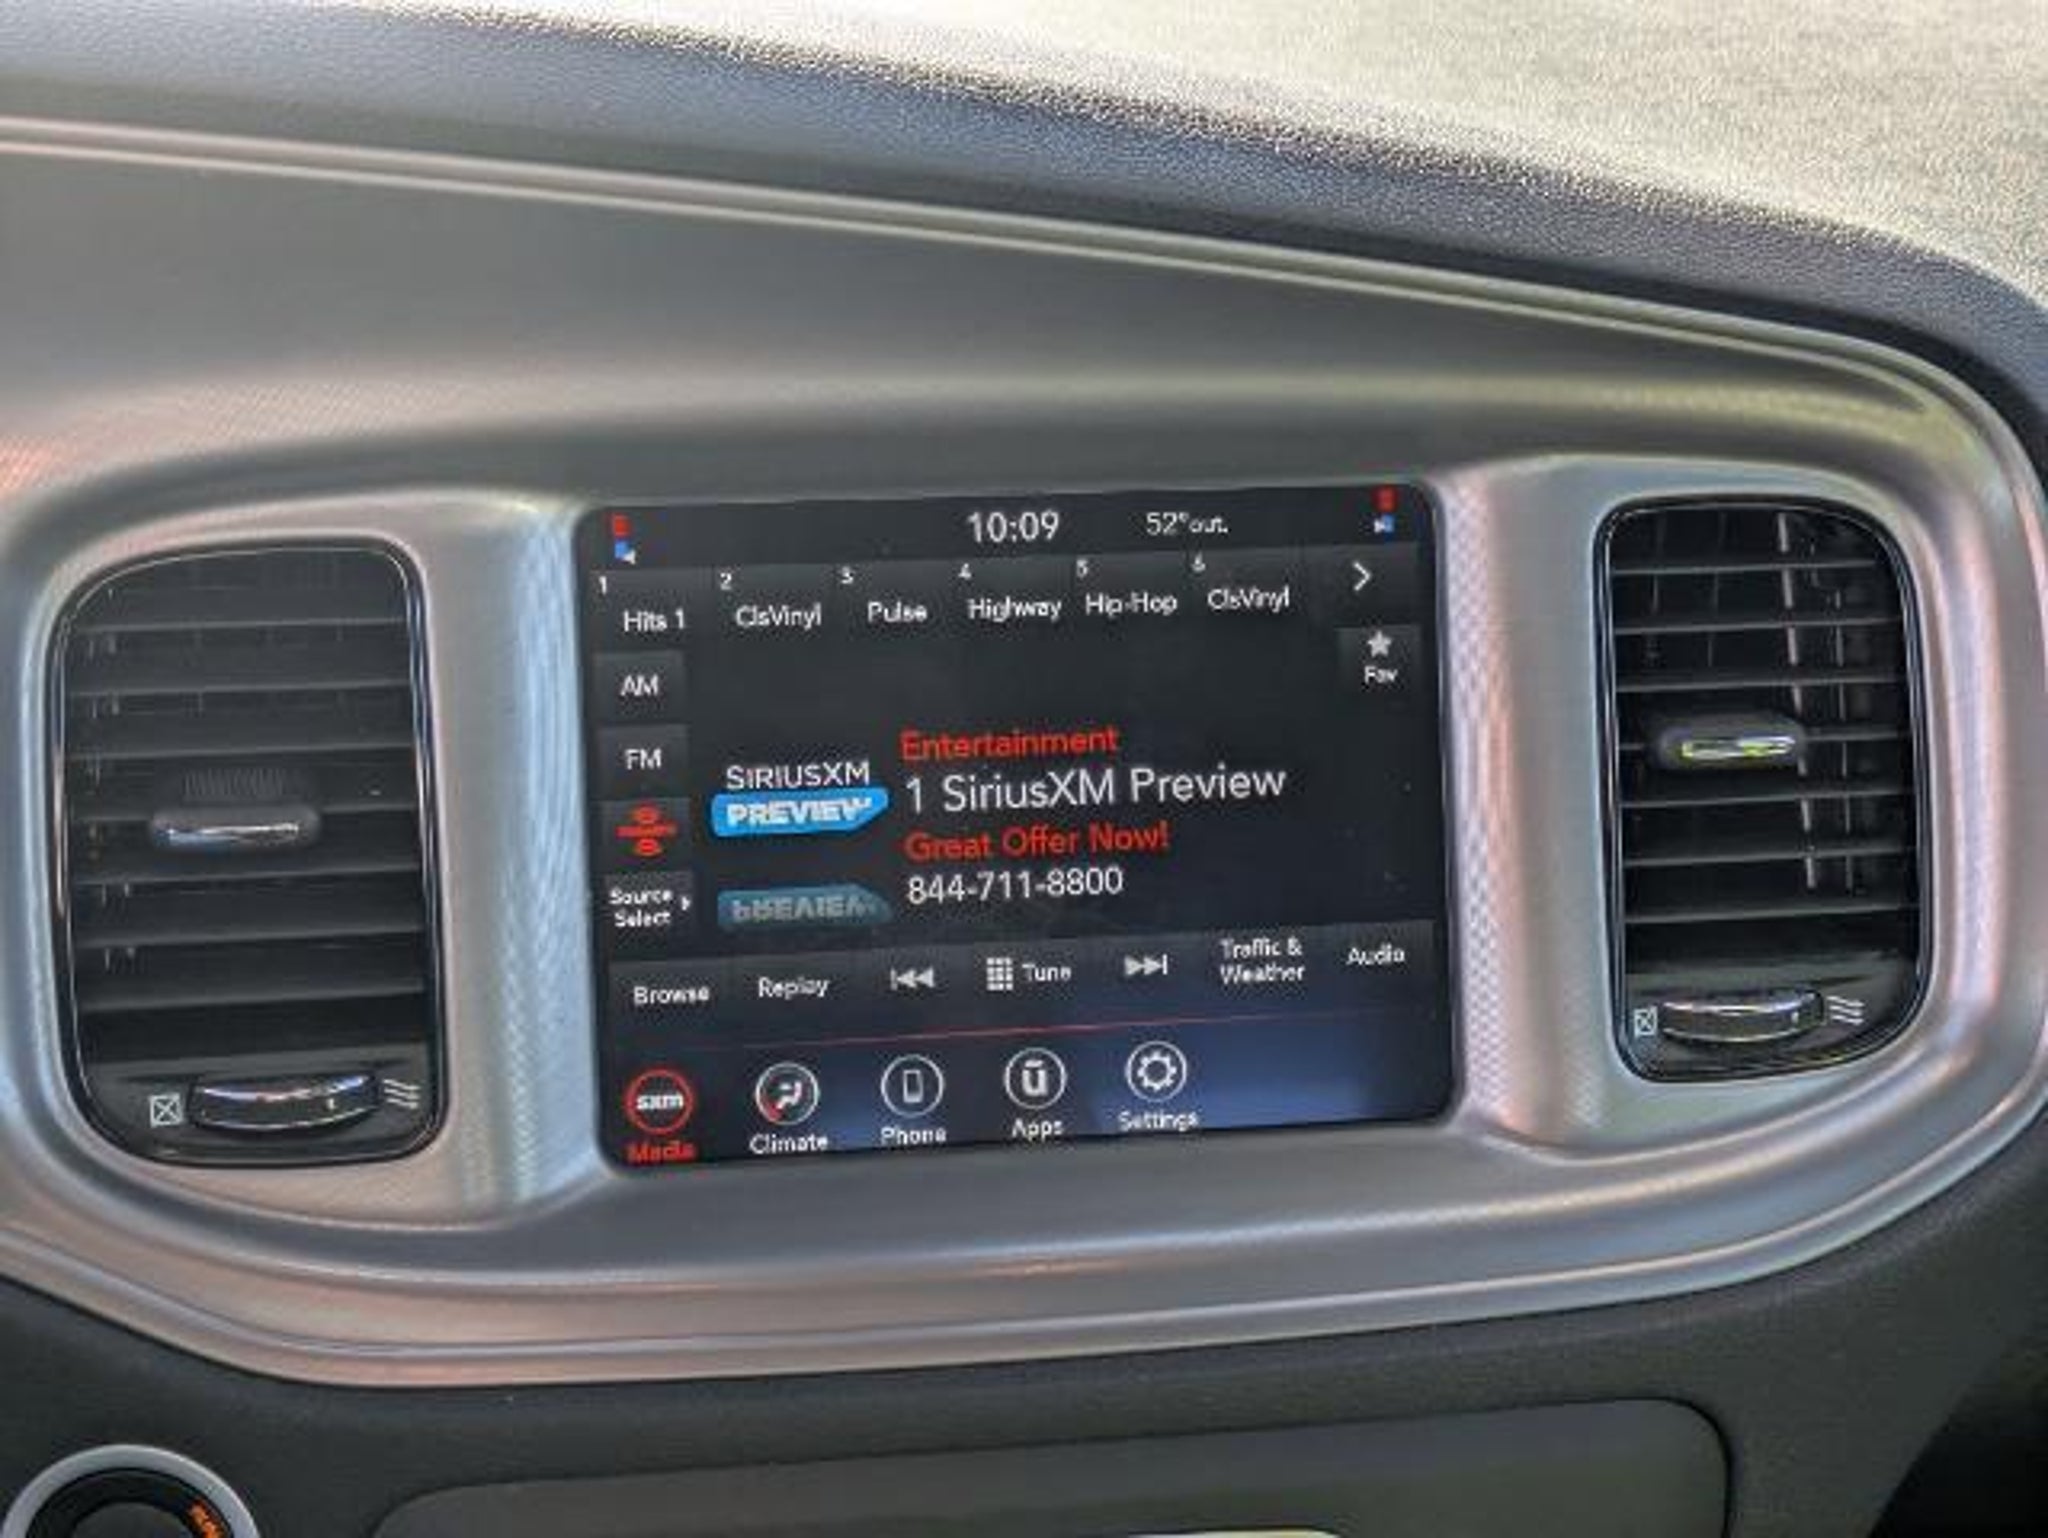 10:09 52° out.
1 2 3 4 5 6
Hits 1 ClsVinyl Pulse Highway Hip-Hop ClsVinyl
AM
Fav
FM
Entertainment
SIRIUSXM
PREVIEW
1 SiriusXM Preview
Great Offer Now!
844-711-8800
Source
Select
Browse Replay Tune Traffic &
Weather Audio
sxm
Media Climate Phone Apps Settings